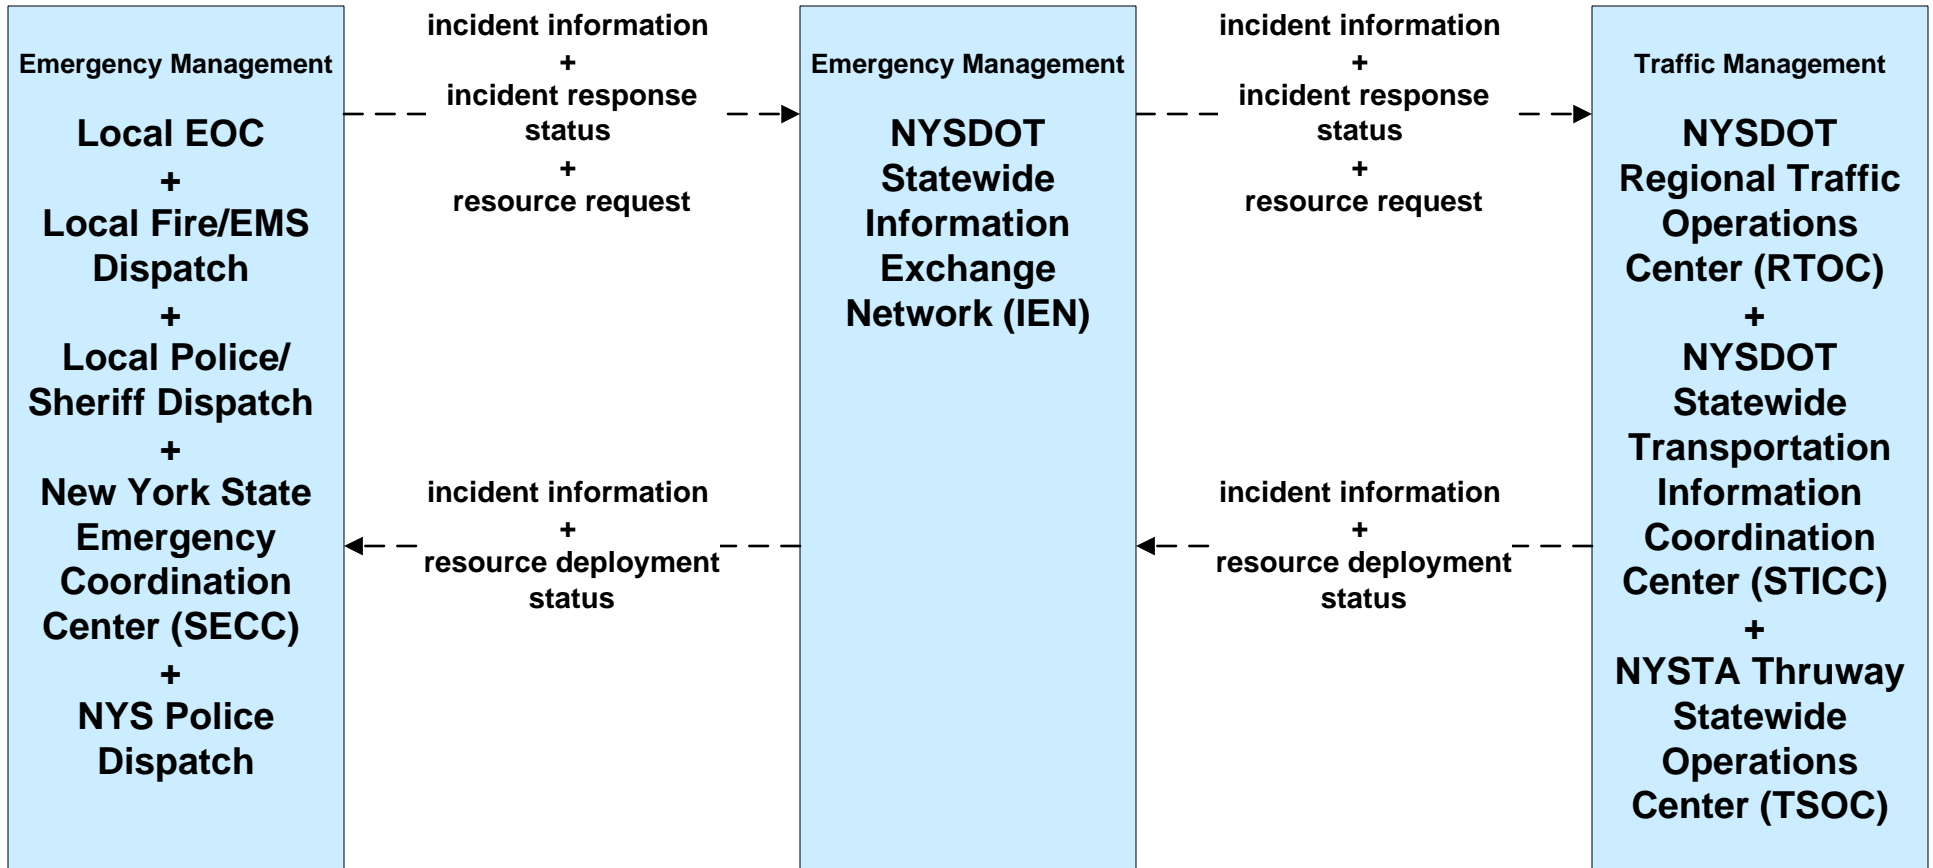 Emergency Management
Local EOC
+
Local Fire/EMS
Dispatch
+
Local Police/
Sheriff Dispatch
+
New York State
Emergency
Coordination
Center (SECC)
+
NYS Police
Dispatch
incident information
+
incident response
status
+
resource request
incident information
+
resource deployment
status
Emergency Management
NYSDOT
Statewide
Information
Exchange
Network (IEN)
incident information
+
incident response
status
+
resource request
incident information
+
resource deployment
status
Traffic Management
NYSDOT
Regional Traffic
Operations
Center (RTOC)
+
NYSDOT
Statewide
Transportation
Information
Coordination
Center (STICC)
+
NYSTA Thruway
Statewide
Operations
Center (TSOC)